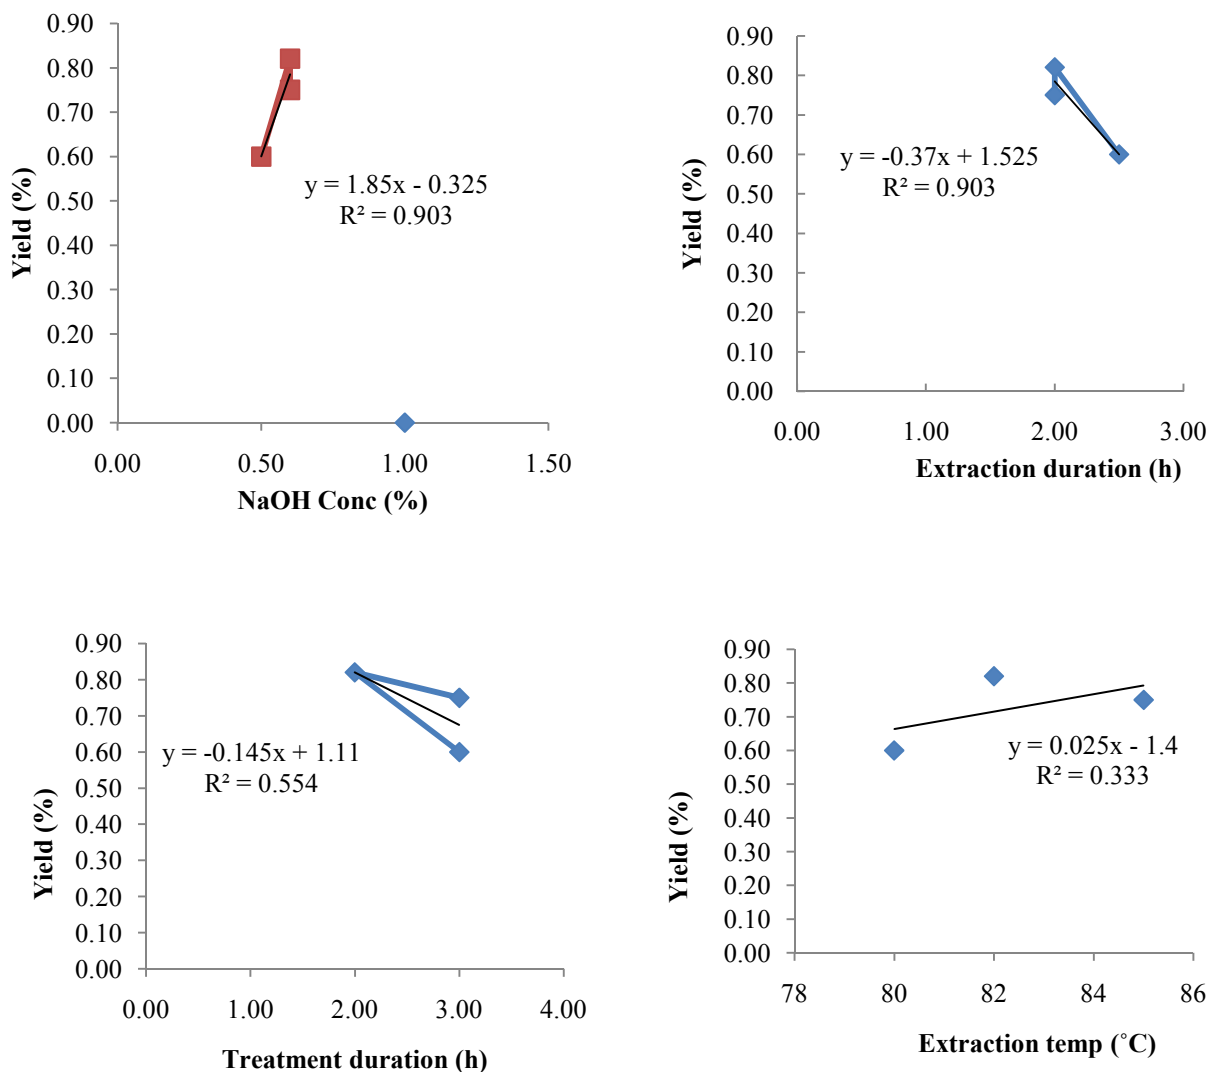 0.90
0.80
0.70
0.60
0.50
0.40
0.30
0.20
0.10
0.00
Yield (%)
y = 1.85x - 0.325
R² = 0.903
0.00 0.50 1.00 1.50
NaOH Conc (%)
0.90
0.80
0.70
0.60
0.50
0.40
0.30
0.20
0.10
0.00
Yield (%)
y = -0.37x + 1.525
R² = 0.903
0.00 1.00 2.00 3.00
Extraction duration (h)
0.90
0.80
0.70
0.60
0.50
0.40
0.30
0.20
0.10
0.00
Yield (%)
y = -0.145x + 1.11
R² = 0.554
0.00 1.00 2.00 3.00 4.00
Treatment duration (h)
0.90
0.80
0.70
0.60
0.50
0.40
0.30
0.20
0.10
0.00
Yield (%)
y = 0.025x - 1.4
R² = 0.333
78 80 82 84 86
Extraction temp (˚C)